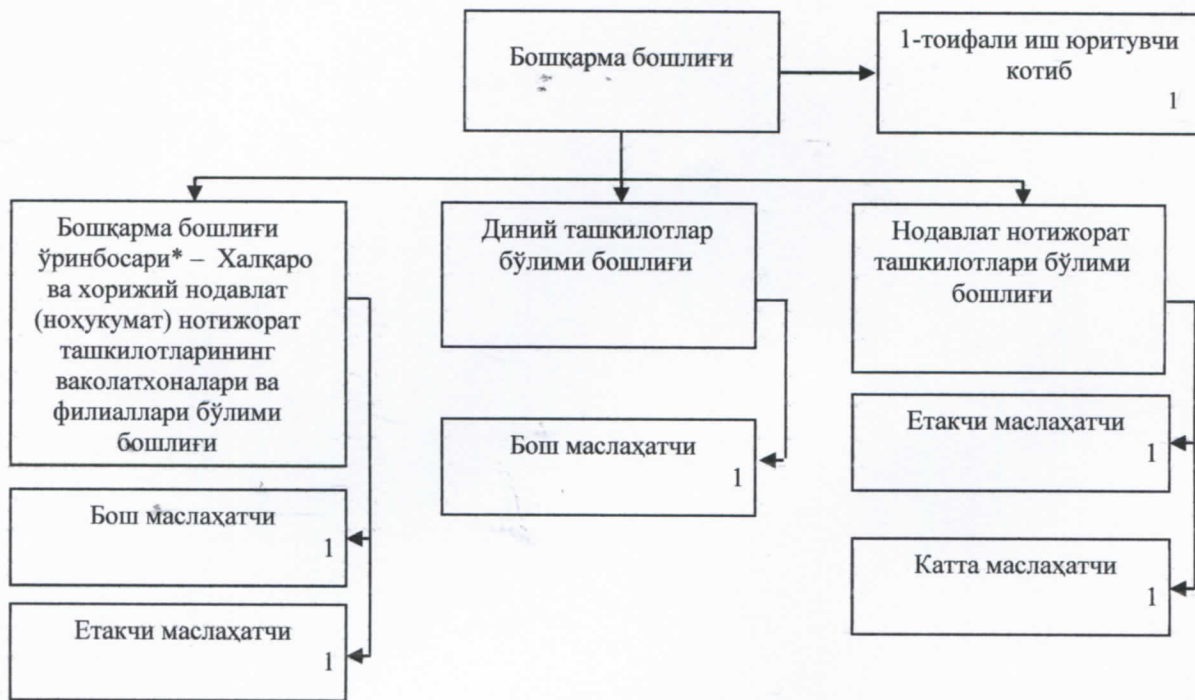 Бошқарма бошлиғи
1-тоифали иш юритувчи
котиб
1
Бошқарма бошлиғи
ўринбосари* – Халқаро
ва хорижий нодавлат
(ноҳукумат) нотижорат
ташкилотларининг
ваколатхоналари ва
филиаллари бўлими
бошлиғи
Бош маслаҳатчи
1
Етакчи маслаҳатчи
1
Диний ташкилотлар
бўлими бошлиғи
Бош маслаҳатчи
1
Нодавлат нотижорат
ташкилотлари бўлими
бошлиғи
Етакчи маслаҳатчи
1
Катта маслаҳатчи
1